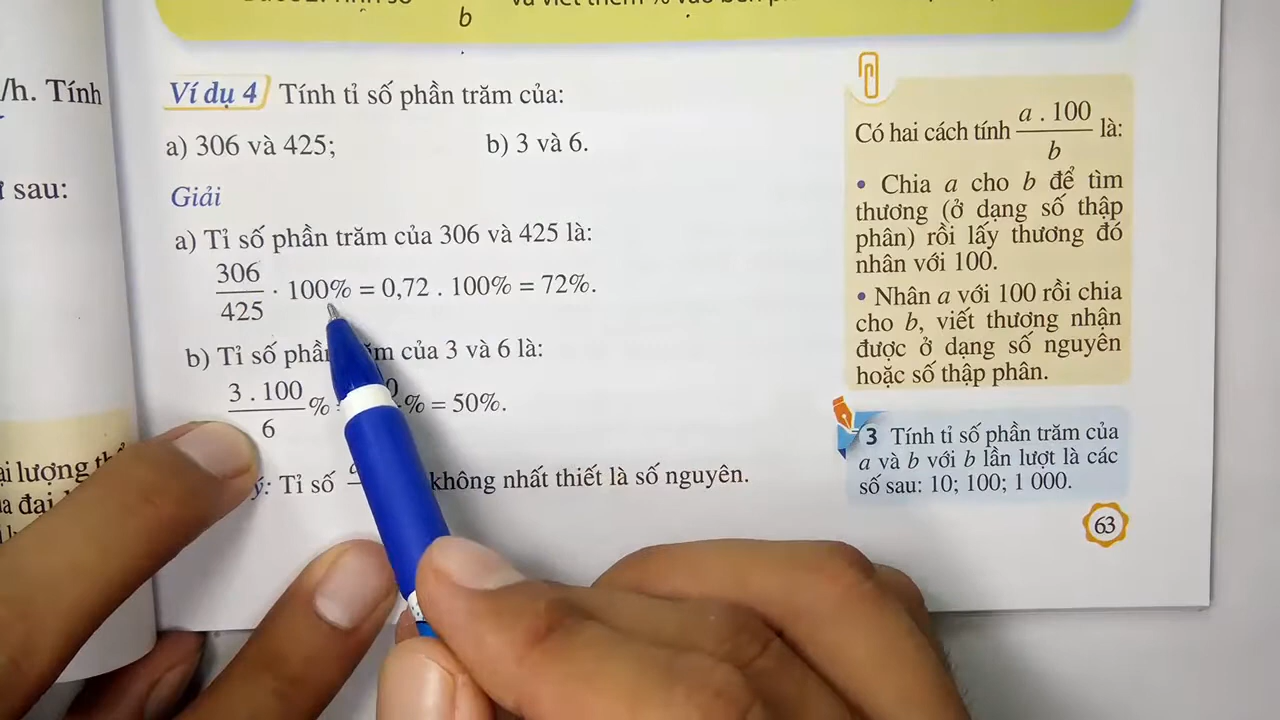 b
/h. Tính
sau:
Ví dụ 4 Tính tỉ số phần trăm của:
a) 306 và 425; b) 3 và 6.
Giải
a) Tỉ số phần trăm của 306 và 425 là:
306/425 · 100% = 0,72 . 100% = 72%.
b) Tỉ số phần trăm của 3 và 6 là:
3 . 100/6 % = % = 50%.
Tỉ số không nhất thiết là số nguyên.
ại lượng
Có hai cách tính a . 100/b là:
• Chia a cho b để tìm
thương (ở dạng số thập
phân) rồi lấy thương đó
nhân với 100.
• Nhân a với 100 rồi chia
cho b, viết thương nhận
được ở dạng số nguyên
hoặc số thập phân.
3 Tính tỉ số phần trăm của
a và b với b lần lượt là các
số sau: 10; 100; 1 000.
63